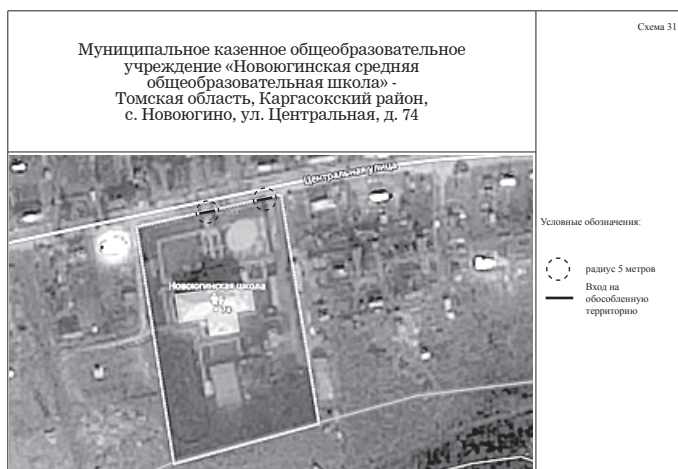 Схема 31
Муниципальное казенное общеобразовательное
учреждение «Новоюгинская средняя
общеобразовательная школа» -
Томская область, Каргасокский район,
с. Новоюгино, ул. Центральная, д. 74
Центральная улица
Новоюгинская школа
74
Условные обозначения:
радиус 5 метров
Вход на
обособленную
территорию